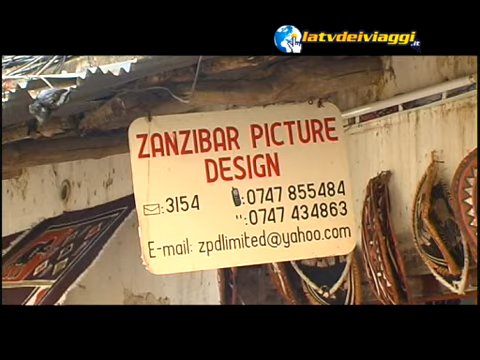 latvdeiviaggi.it
ZANZIBAR PICTURE
DESIGN
:3154
:0747 855484
":0747 434863
E-mail: zpdlimited@yahoo.com